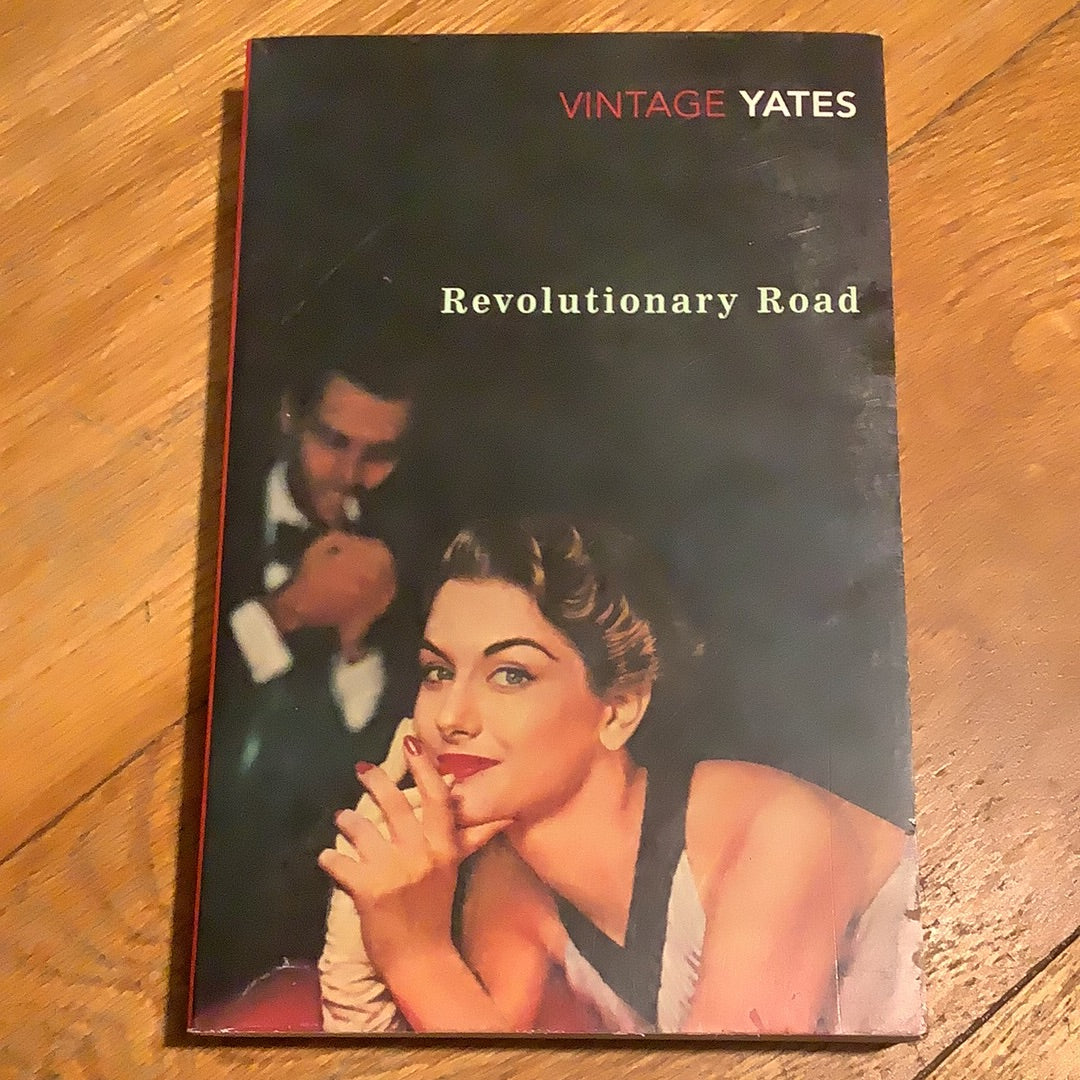 VINTAGE YATES
Revolutionary Road